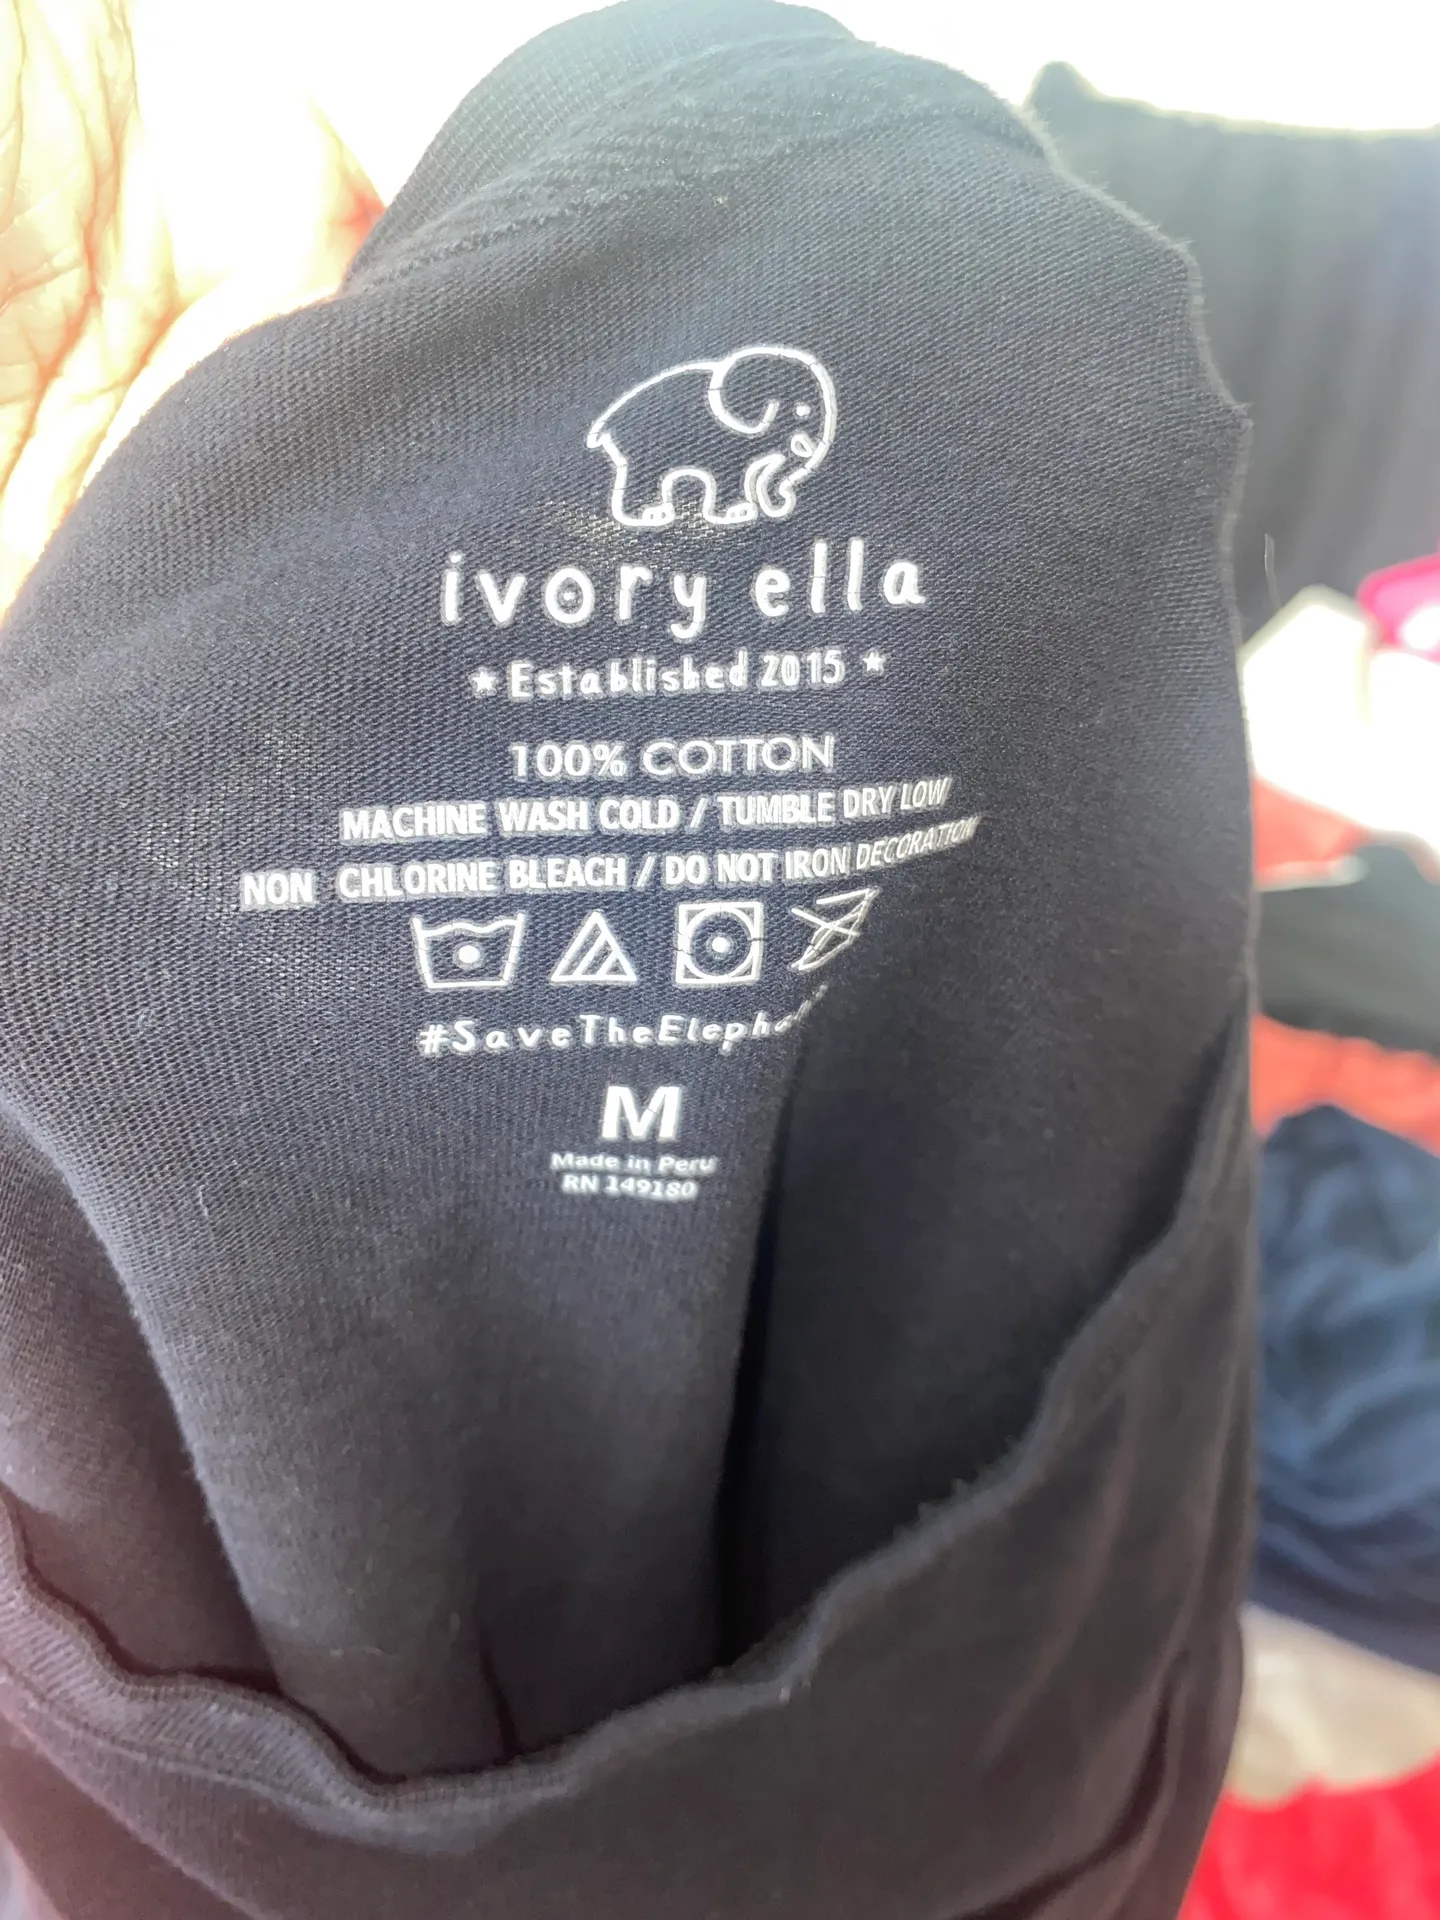 ivory ella
★ Established 2015 ★
100% COTTON
MACHINE WASH COLD / TUMBLE DRY LOW
NON CHLORINE BLEACH / DO NOT IRON DECORATION
#SaveTheElepha
M
Made in Peru
RN 149180